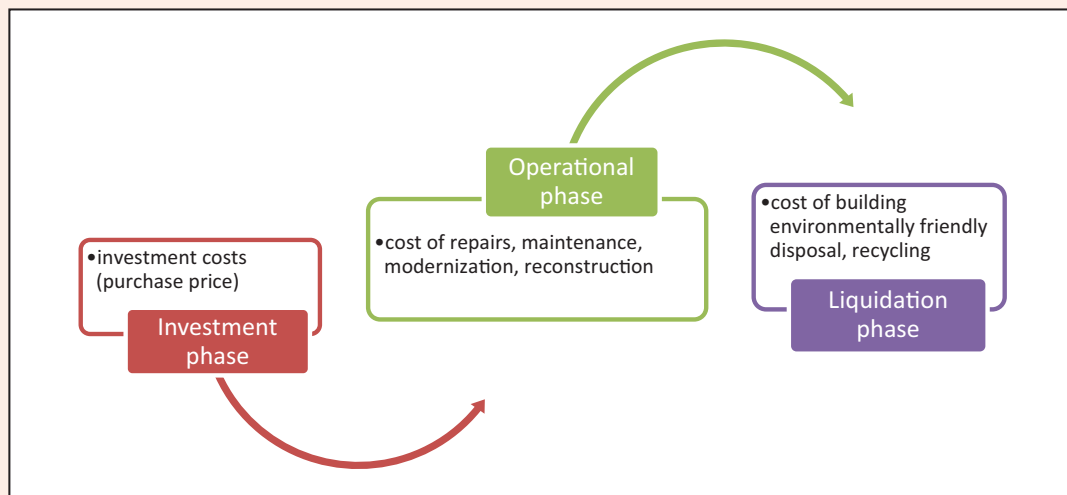 •investment costs
(purchase price)
Investment
phase
Operational
phase
•cost of repairs, maintenance,
modernization, reconstruction
•cost of building
environmentally friendly
disposal, recycling
Liquidation
phase